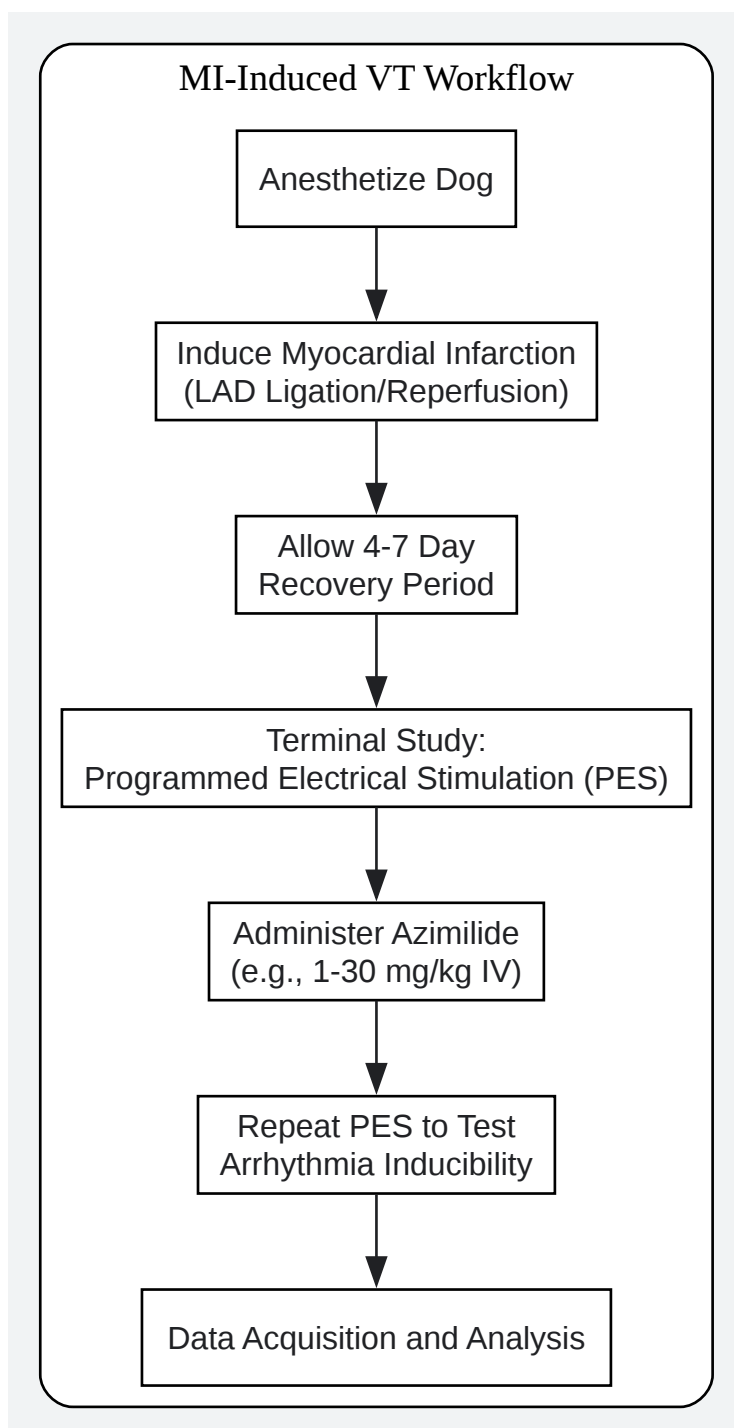 MI-Induced VT Workflow
Anesthetize Dog
Induce Myocardial Infarction
(LAD Ligation/Reperfusion)
Allow 4-7 Day
Recovery Period
Terminal Study:
Programmed Electrical Stimulation (PES)
Administer Azimilide
(e.g., 1-30 mg/kg IV)
Repeat PES to Test
Arrhythmia Inducibility
Data Acquisition and Analysis